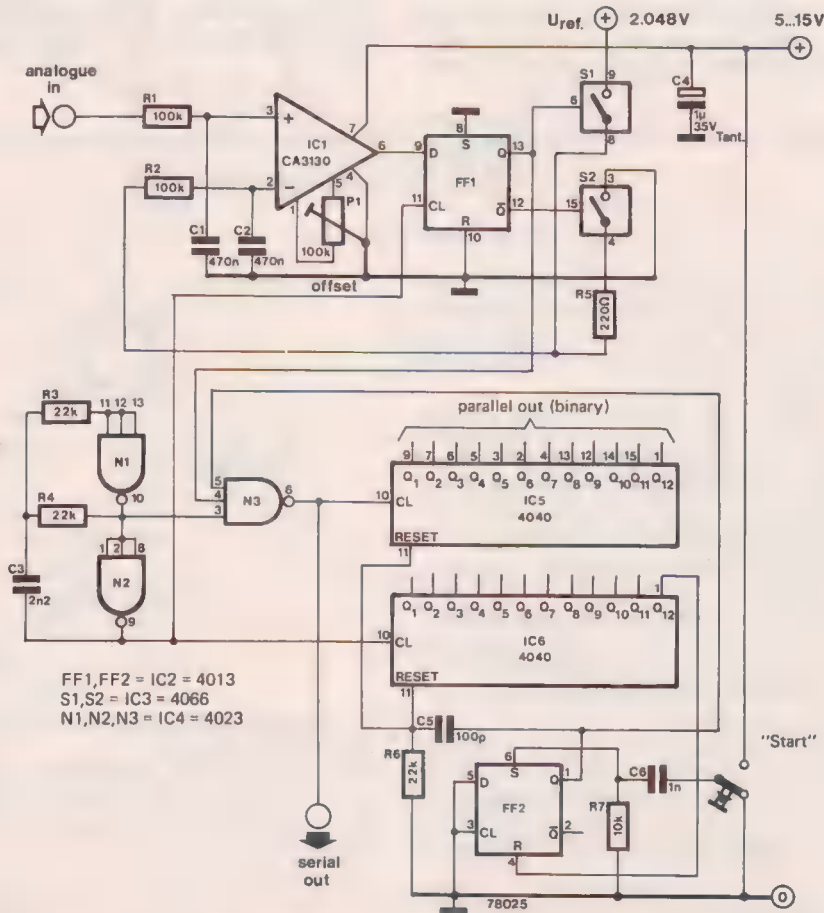 Uref. 2.048V 5...15V
analogue in
R1 100k
R2 100k
3 2 7 6 4 5 1
IC1 CA3130
P1 100k
C1 470n
C2 470n
offset
9 D 8 S Q 13
FF1
11 CL R Q 12
10
S1
9 6 8
S2
3 15 4
R5 220Ω
C4 1µ 35V Tant.
R3 22k
11 12 13
N1
10
R4 22k
1 2 8
N2
9
C3 2n2
5 4 3 N3 6
parallel out (binary)
9 7 6 5 3 2 4 13 12 14 15 1
Q1 Q2 Q3 Q4 Q5 Q6 Q7 Q8 Q9 Q10 Q11 Q12
10 CL IC5
4040
RESET
11
1
Q1 Q2 Q3 Q4 Q5 Q6 Q7 Q8 Q9 Q10 Q11 Q12
10 CL IC6
4040
RESET
11
FF1,FF2 = IC2 = 4013
S1,S2 = IC3 = 4066
N1,N2,N3 = IC4 = 4023
C5 100p
R6 22k
6 S
5 D Q 1
FF2
3 CL Q 2
R
4
C6 1n
R7 10k
"Start"
serial out
78025
0